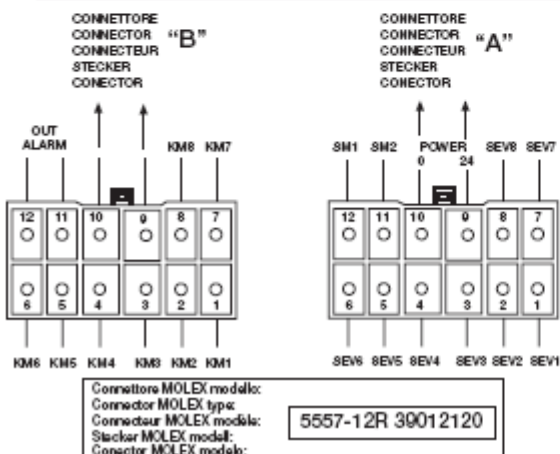 CONNETTORE
CONNECTOR
CONNECTEUR
STECKER
CONECTOR
"B"
CONNETTORE
CONNECTOR
CONNECTEUR
STECKER
CONECTOR
"A"
OUT
ALARM
KM8 KM7
12 11 10 9 8 7
6 5 4 3 2 1
KM6 KM5 KM4 KM3 KM2 KM1
SM1 SM2 POWER SEV8 SEV7
0 24
12 11 10 9 8 7
6 5 4 3 2 1
SEV6 SEV5 SEV4 SEV3 SEV2 SEV1
Connettore MOLEX modello:
Connector MOLEX type:
Connecteur MOLEX modèle:
Stecker MOLEX modell:
Conector MOLEX modelo:
5557-12R 39012120